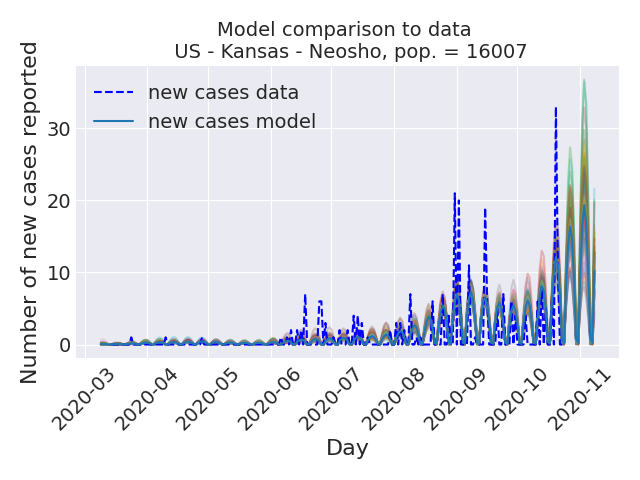 Model comparison to data
US - Kansas - Neosho, pop. = 16007
new cases data
new cases model
Number of new cases reported
30
20
10
0
2020-03
2020-04
2020-05
2020-06
2020-07
2020-08
2020-09
2020-10
2020-11
Day